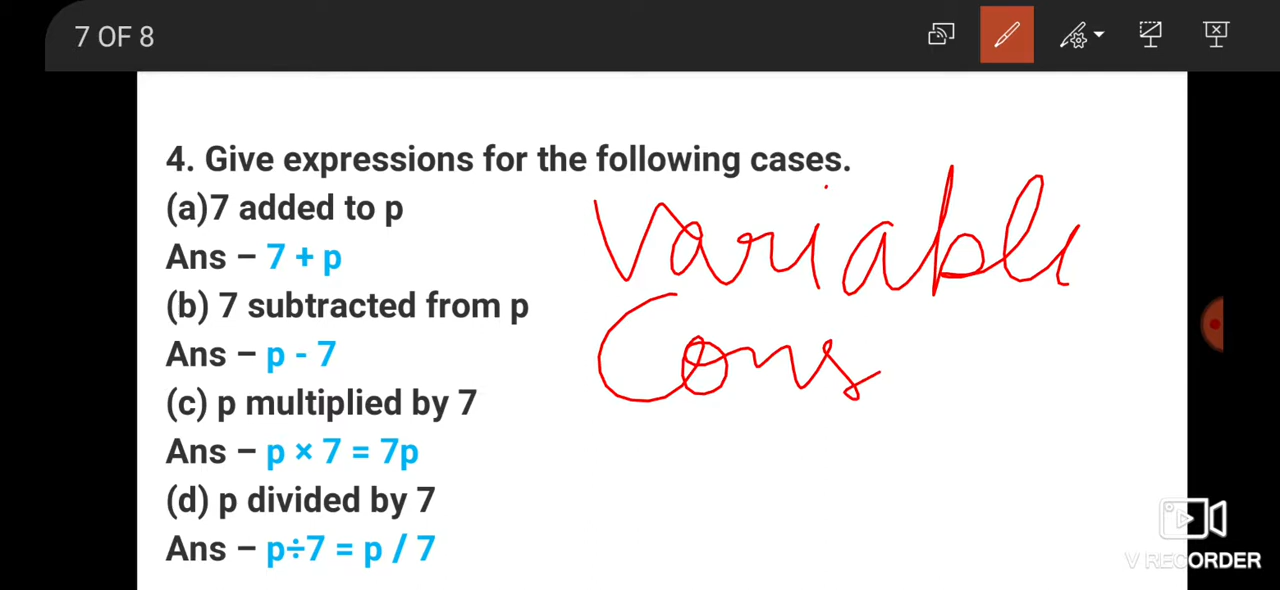 7 OF 8
4. Give expressions for the following cases.
(a)7 added to p
Ans – 7 + p
(b) 7 subtracted from p
Ans – p - 7
(c) p multiplied by 7
Ans – p × 7 = 7p
(d) p divided by 7
Ans – p÷7 = p / 7
Variable
Cons
V RECORDER